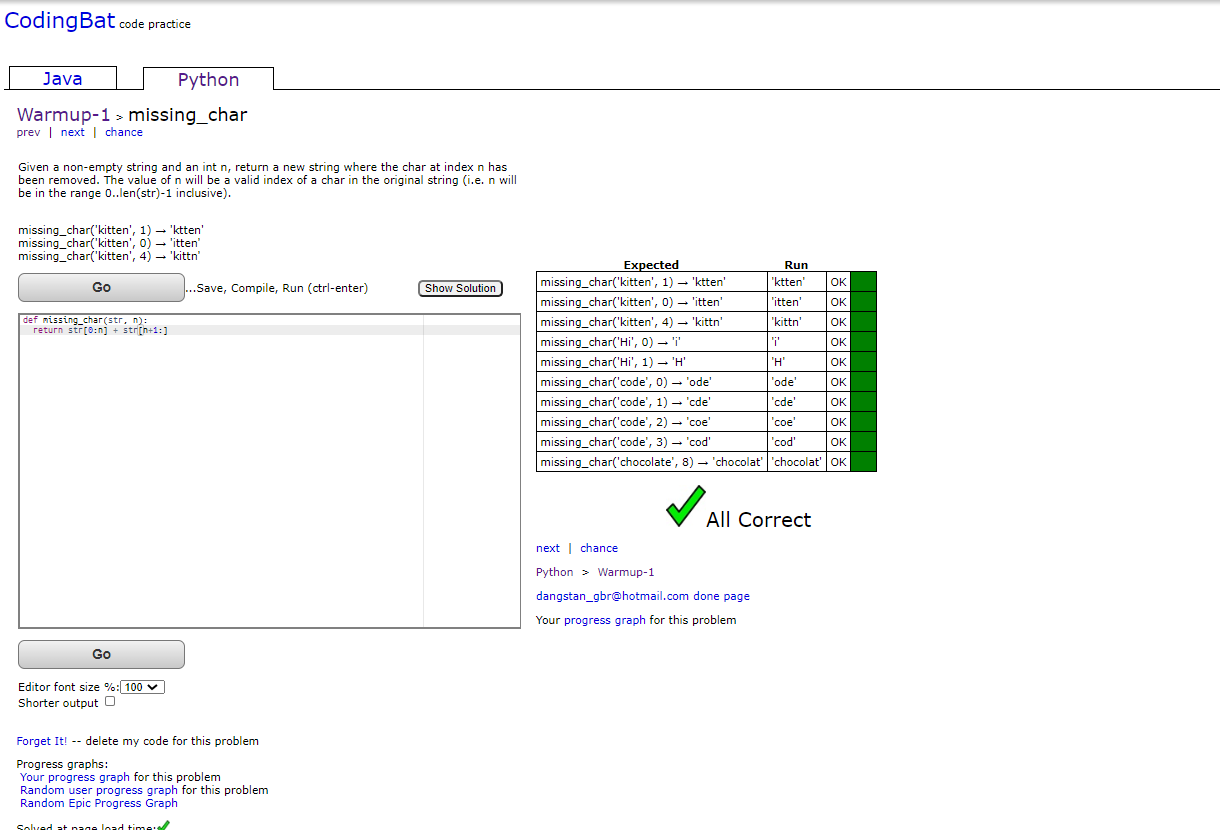 CodingBat code practice
Java
Python
Warmup-1 > missing_char
prev | next | chance
Given a non-empty string and an int n, return a new string where the char at index n has
been removed. The value of n will be a valid index of a char in the original string (i.e. n will
be in the range 0..len(str)-1 inclusive).
missing_char('kitten', 1) → 'ktten'
missing_char('kitten', 0) → 'itten'
missing_char('kitten', 4) → 'kittn'
Go
...Save, Compile, Run (ctrl-enter)
Show Solution
def missing_char(str, n):
return str[0:n] + str[n+1:]
Go
Editor font size %: 100
Shorter output
Forget It! -- delete my code for this problem
Progress graphs:
Your progress graph for this problem
Random user progress graph for this problem
Random Epic Progress Graph
Solved at page load time:
Expected Run
missing_char('kitten', 1) → 'ktten' 'ktten' OK
missing_char('kitten', 0) → 'itten' 'itten' OK
missing_char('kitten', 4) → 'kittn' 'kittn' OK
missing_char('Hi', 0) → 'i' 'i' OK
missing_char('Hi', 1) → 'H' 'H' OK
missing_char('code', 0) → 'ode' 'ode' OK
missing_char('code', 1) → 'cde' 'cde' OK
missing_char('code', 2) → 'coe' 'coe' OK
missing_char('code', 3) → 'cod' 'cod' OK
missing_char('chocolate', 8) → 'chocolat' 'chocolat' OK
All Correct
next | chance
Python > Warmup-1
dangstan_gbr@hotmail.com done page
Your progress graph for this problem